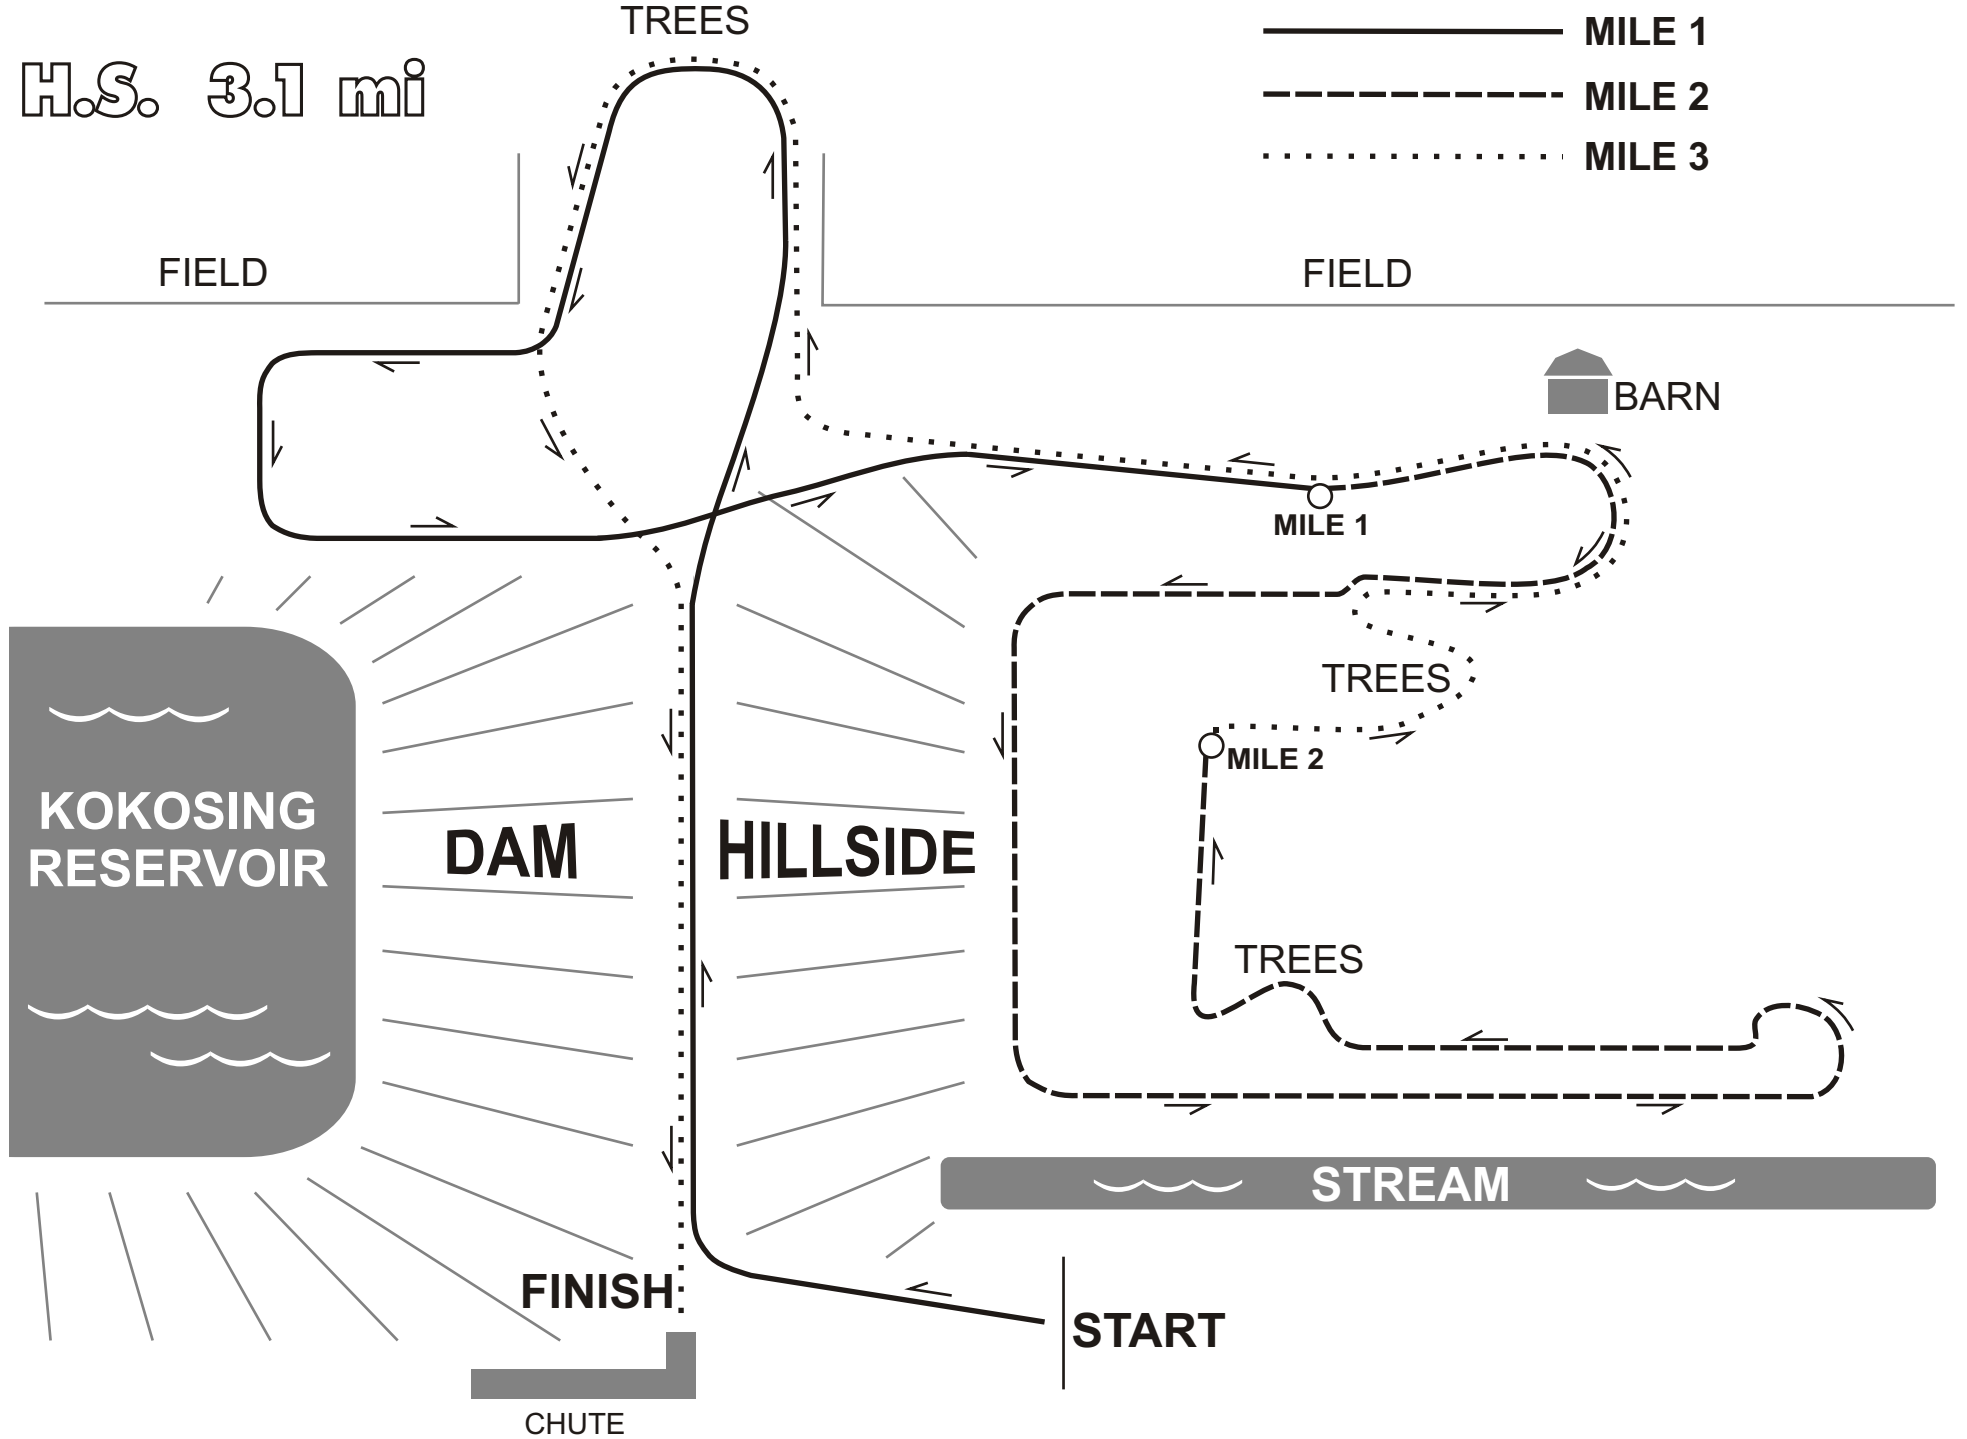 TREES
H.S. 3.1 mi
MILE 1
MILE 2
MILE 3
FIELD
FIELD
BARN
MILE 1
TREES
MILE 2
KOKOSING
RESERVOIR
DAM
HILLSIDE
TREES
STREAM
FINISH
START
CHUTE